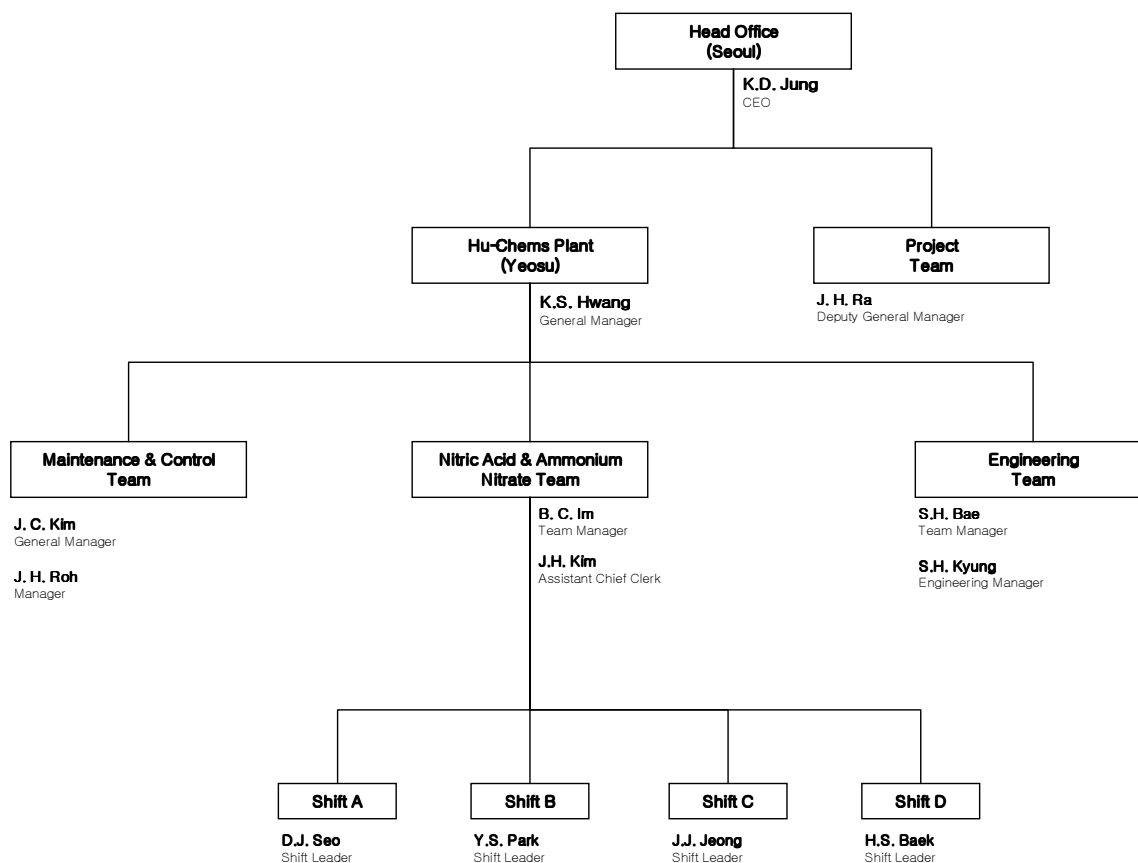 Head Office
(Seoul)
K.D. Jung
CEO
Hu-Chems Plant
(Yeosu)
K.S. Hwang
General Manager
Project
Team
J. H. Ra
Deputy General Manager
Maintenance & Control
Team
J. C. Kim
General Manager
J. H. Roh
Manager
Nitric Acid & Ammonium
Nitrate Team
B. C. Im
Team Manager
J.H. Kim
Assistant Chief Clerk
Engineering
Team
S.H. Bae
Team Manager
S.H. Kyung
Engineering Manager
Shift A
D.J. Seo
Shift Leader
Shift B
Y.S. Park
Shift Leader
Shift C
J.J. Jeong
Shift Leader
Shift D
H.S. Baek
Shift Leader